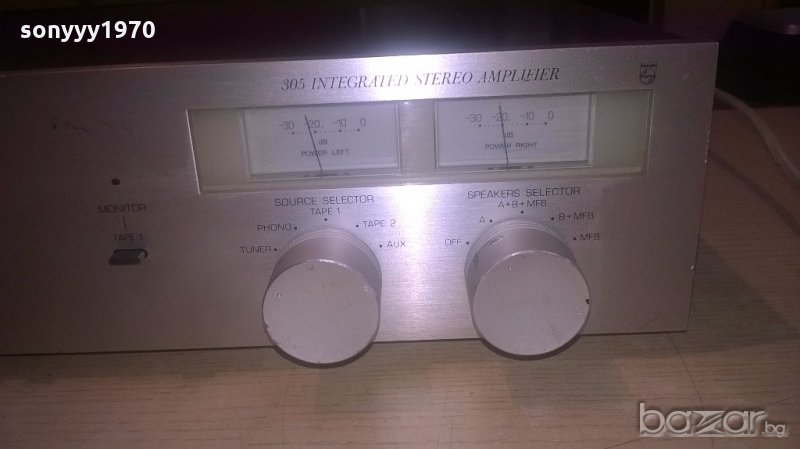 sonyyy1970
305 INTEGRATED STEREO AMPLIFIER
-30 -20 -10 0
dB
POWER LEFT
-30 -20 -10 0
dB
POWER RIGHT
MONITOR
TAPE 1
SOURCE SELECTOR
TAPE 1
PHONO
TAPE 2
TUNER
AUX
SPEAKERS SELECTOR
A+B+MFB
A
B+MFB
OFF
MFB
bazar.bg